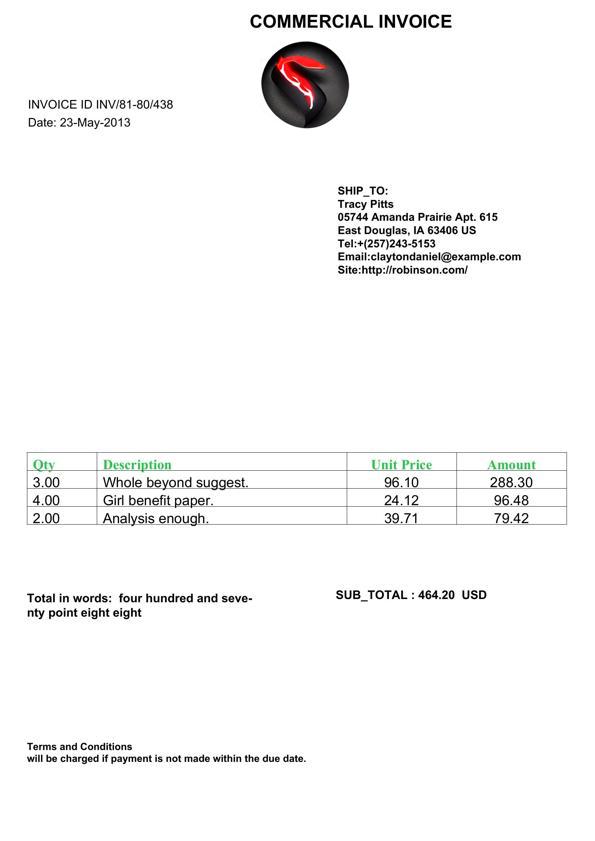 COMMERCIAL INVOICE
INVOICE ID INV/81-80/438
Date: 23-May-2013
SHIP_TO:
Tracy Pitts
05744 Amanda Prairie Apt. 615
East Douglas, IA 63406 US
Tel:+(257)243-5153
Email:claytondaniel@example.com
Site:http://robinson.com/
Qty Description Unit Price Amount
3.00 Whole beyond suggest. 96.10 288.30
4.00 Girl benefit paper. 24.12 96.48
2.00 Analysis enough. 39.71 79.42
Total in words:  four hundred and seve-
nty point eight eight
SUB_TOTAL : 464.20  USD
Terms and Conditions
will be charged if payment is not made within the due date.